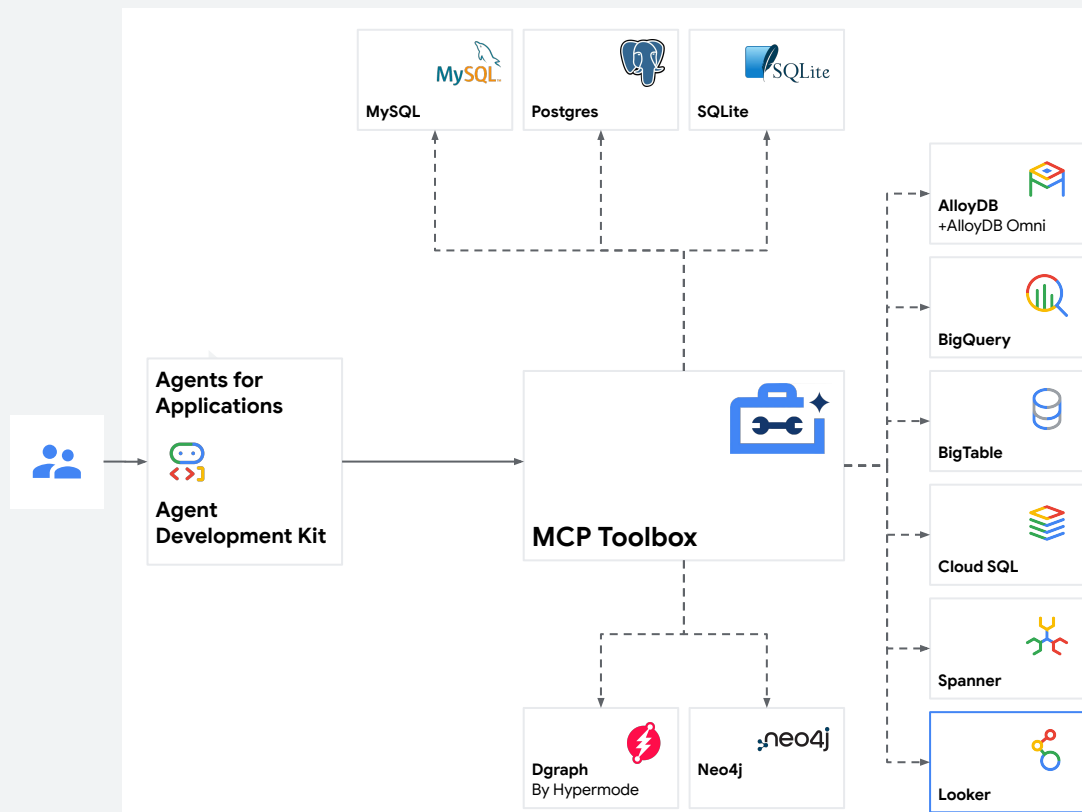 MySQL™
MySQL
Postgres
SQLite
SQLite
AlloyDB
+AlloyDB Omni
BigQuery
Agents for
Applications
Agent
Development Kit
MCP Toolbox
BigTable
Cloud SQL
Spanner
Dgraph
By Hypermode
neo4j
Neo4j
Looker